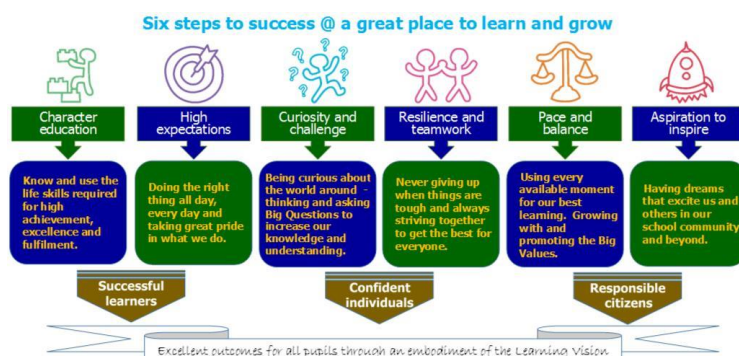 Six steps to success @ a great place to learn and grow
Character
education
High
expectations
Curiosity and
challenge
Resilience and
teamwork
Pace and
balance
Aspiration to
inspire
Know and use the
life skills required
for high
achievement,
excellence and
fulfilment.
Doing the right
thing all day,
every day and
taking great pride
in what we do.
Being curious about
the world around -
thinking and asking
Big Questions to
increase our
knowledge and
understanding.
Never giving up
when things are
tough and always
striving together
to get the best for
everyone.
Using every
available moment
for our best
learning. Growing
with and
promoting the Big
Values.
Having dreams
that excite us and
others in our
school community
and beyond.
Successful
learners
Confident
individuals
Responsible
citizens
Excellent outcomes for all pupils through an embodiment of the Learning Vision